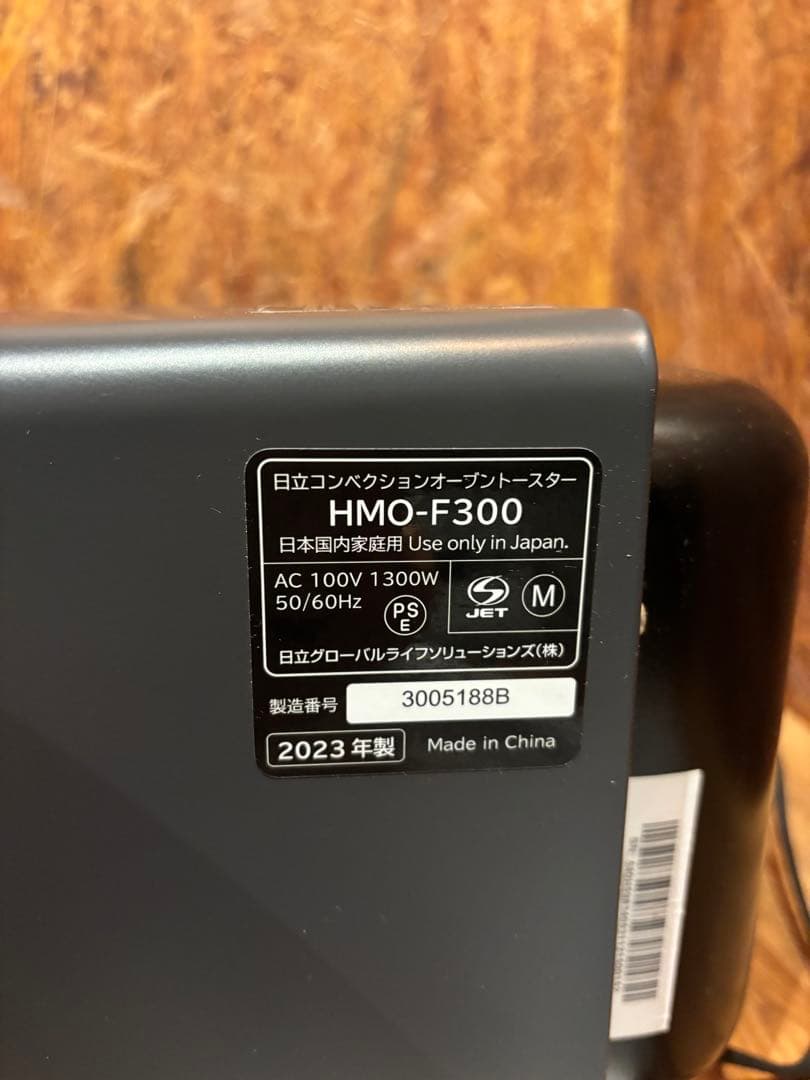 日立コンベクションオーブントースター
HMO-F300
日本国内家庭用 Use only in Japan.
AC 100V 1300W
50/60Hz
PS
E
JET
M
日立グローバルライフソリューションズ(株)
製造番号 3005188B
2023年製 Made in China